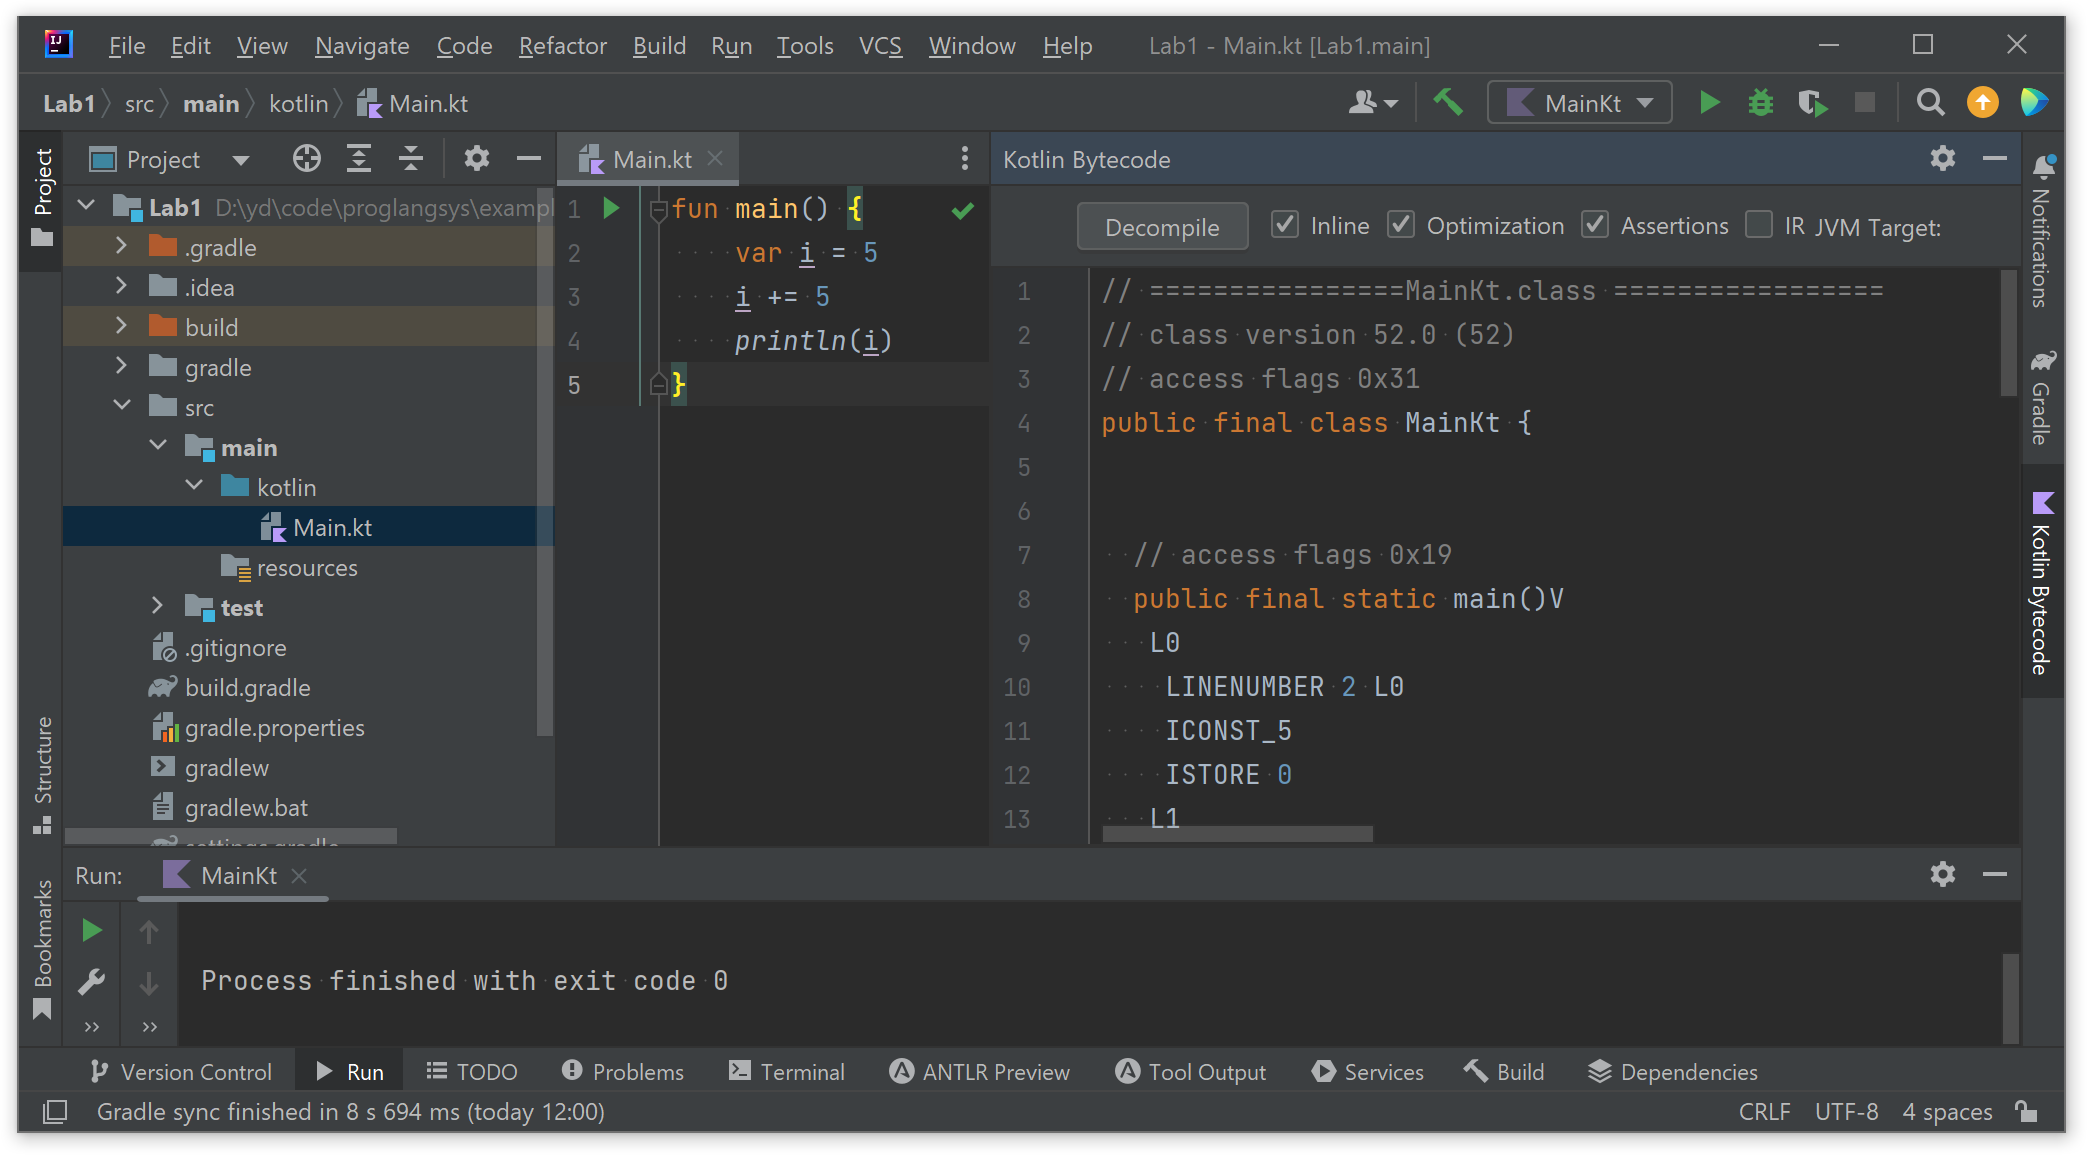 File Edit View Navigate Code Refactor Build Run Tools VCS Window Help Lab1 - Main.kt [Lab1.main]
Lab1 src main kotlin Main.kt MainKt
Project
Project
Structure
Bookmarks
Lab1 D:\yd\code\proglangsys\exampl
.gradle
.idea
build
gradle
src
main
kotlin
Main.kt
resources
test
.gitignore
build.gradle
gradle.properties
gradlew
gradlew.bat
settings.gradle
Main.kt
1 fun main() {
2 var i = 5
3 i += 5
4 println(i)
5 }
Kotlin Bytecode
Decompile Inline Optimization Assertions IR JVM Target:
1 // ================MainKt.class =================
2 // class version 52.0 (52)
3 // access flags 0x31
4 public final class MainKt {
5
6
7 // access flags 0x19
8 public final static main()V
9 L0
10 LINENUMBER 2 L0
11 ICONST_5
12 ISTORE 0
13 L1
Notifications
Gradle
Kotlin Bytecode
Run: MainKt
Process finished with exit code 0
Version Control Run TODO Problems Terminal ANTLR Preview Tool Output Services Build Dependencies
Gradle sync finished in 8 s 694 ms (today 12:00) CRLF UTF-8 4 spaces